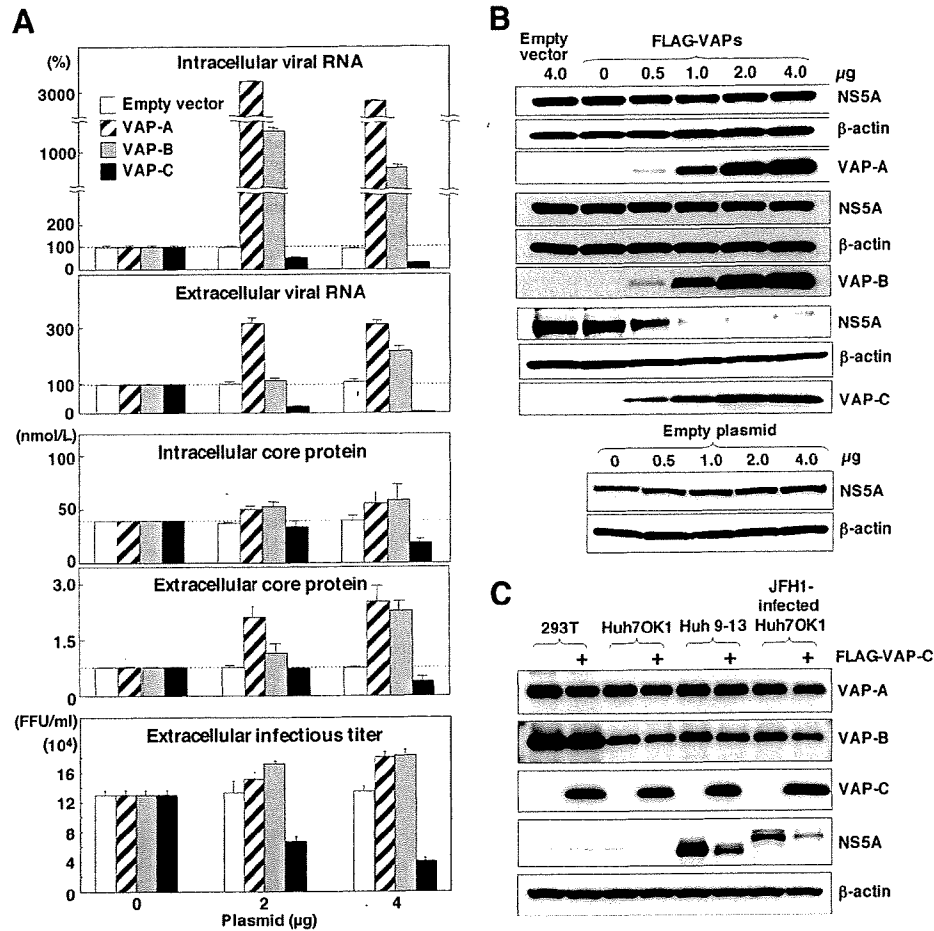 A
(%)
Intracellular viral RNA
3000
Empty vector
VAP-A
VAP-B
VAP-C
1000
200
100
0
Extracellular viral RNA
300
100
0
(nmol/L)
Intracellular core protein
100
50
0
Extracellular core protein
3.0
1.5
0
(FFU/ml)
(10⁴)
Extracellular infectious titer
16
12
8
4
0
0 2 4
Plasmid (µg)
B
Empty vector
FLAG-VAPs
4.0 0 0.5 1.0 2.0 4.0 µg
NS5A
β-actin
VAP-A
NS5A
β-actin
VAP-B
NS5A
β-actin
VAP-C
Empty plasmid
0 0.5 1.0 2.0 4.0 µg
NS5A
β-actin
C
293T Huh7OK1 Huh 9-13 JFH1-infected Huh7OK1
+ + + + FLAG-VAP-C
VAP-A
VAP-B
VAP-C
NS5A
β-actin